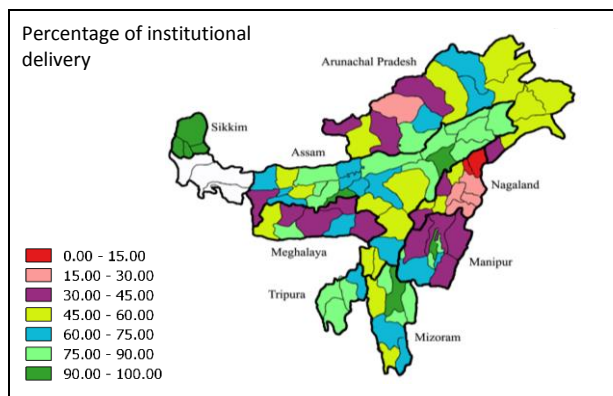 Percentage of institutional
delivery
Arunachal Pradesh
Sikkim
Assam
Nagaland
Meghalaya
Manipur
Tripura
Mizoram
0.00 - 15.00
15.00 - 30.00
30.00 - 45.00
45.00 - 60.00
60.00 - 75.00
75.00 - 90.00
90.00 - 100.00